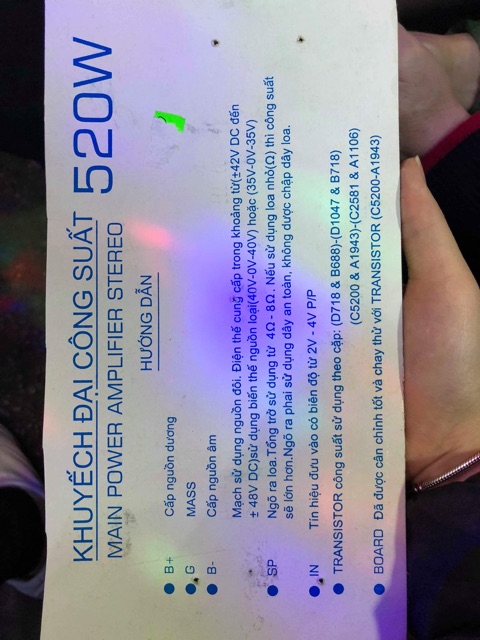 KHUYẾCH ĐẠI CÔNG SUẤT 520W
MAIN POWER AMPLIFIER STEREO
HƯỚNG DẪN
B+ Cấp nguồn dương
G MASS
B- Cấp nguồn âm
Mạch sử dụng nguồn đôi. Điện thế cung cấp trong khoảng từ(±42V DC đến
± 48V DC)sử dụng biến thế nguồn loại(40V-0V-40V) hoặc (35V-0V-35V)
SP Ngõ ra loa.Tổng trở sử dụng từ 4Ω - 8Ω. Nếu sử dụng loa nhỏ(Ω) thì công suất
sẽ lớn hơn.Ngõ ra phai sử dụng dây an toàn, không được chập dây loa.
IN Tín hiệu đưu vào có biên độ từ 2V - 4V P/P
TRANSISTOR công suất sử dụng theo cặp: (D718 & B688)-(D1047 & B718)
(C5200 & A1943)-(C2581 & A1106)
BOARD Đã được cân chỉnh tốt và chay thử với TRANSISTOR (C5200-A1943)